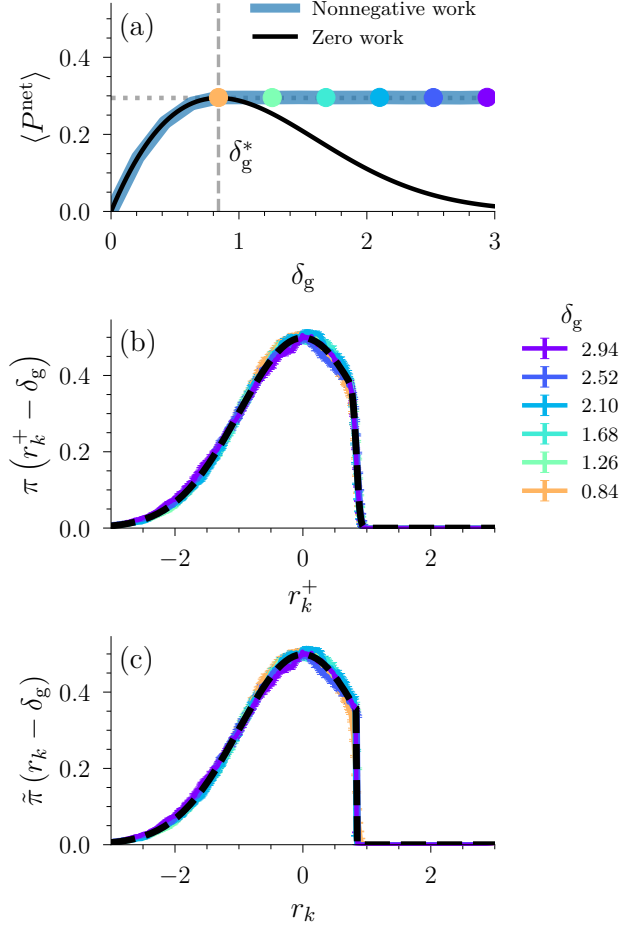 (a)
Nonnegative work
Zero work
⟨P^net⟩
0.4
0.2
0.0
δ_g^*
0 1 2 3
δ_g
(b)
π (r_k^+ − δ_g)
0.4
0.2
0.0
−2 0 2
r_k^+
δ_g
2.94
2.52
2.10
1.68
1.26
0.84
(c)
π̃ (r_k − δ_g)
0.4
0.2
0.0
−2 0 2
r_k